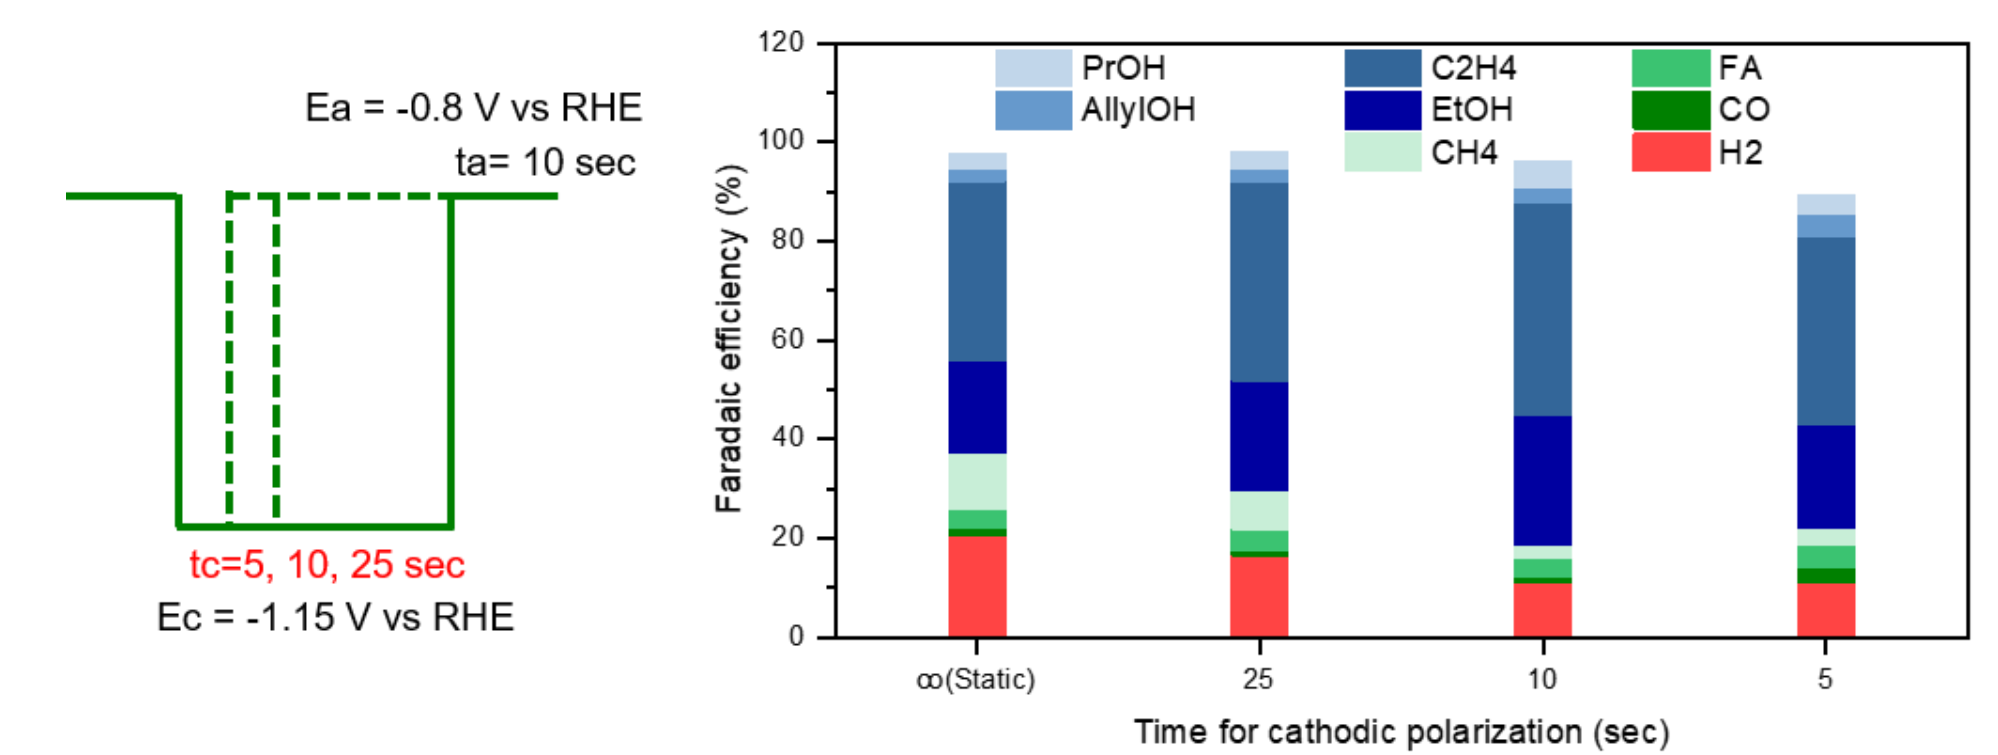 Ea = -0.8 V vs RHE
ta= 10 sec
tc=5, 10, 25 sec
Ec = -1.15 V vs RHE
Faradaic efficiency (%)
120
100
80
60
40
20
0
PrOH
AllylOH
C2H4
EtOH
CH4
FA
CO
H2
∞(Static)
25
10
5
Time for cathodic polarization (sec)